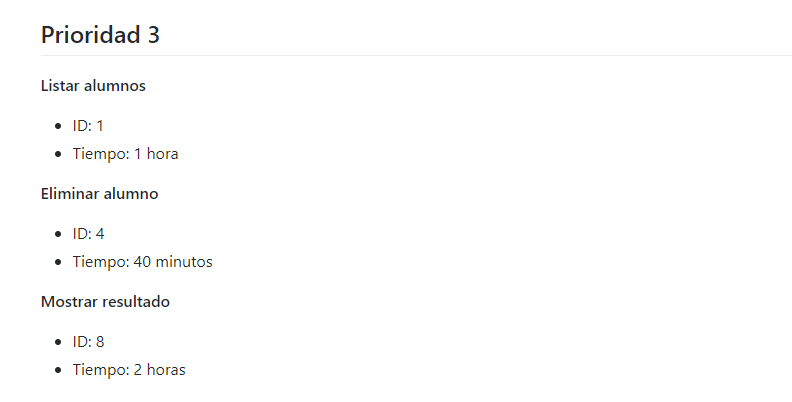 Prioridad 3
Listar alumnos
ID: 1
Tiempo: 1 hora
Eliminar alumno
ID: 4
Tiempo: 40 minutos
Mostrar resultado
ID: 8
Tiempo: 2 horas